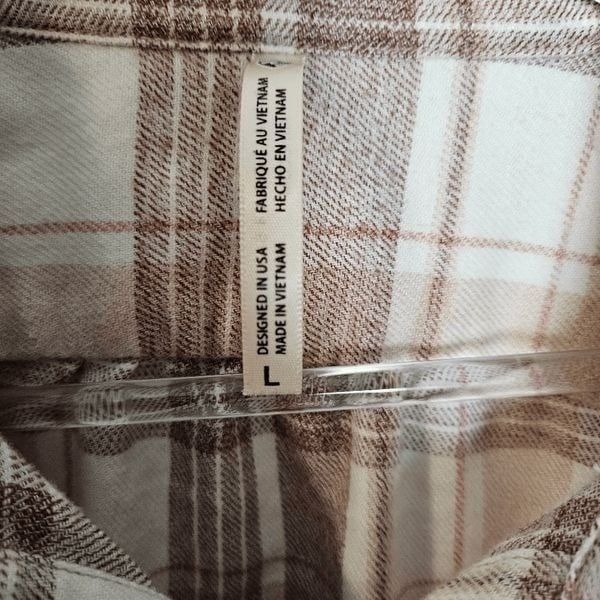 L
DESIGNED IN USA
MADE IN VIETNAM
FABRIQUÉ AU VIETNAM
HECHO EN VIETNAM